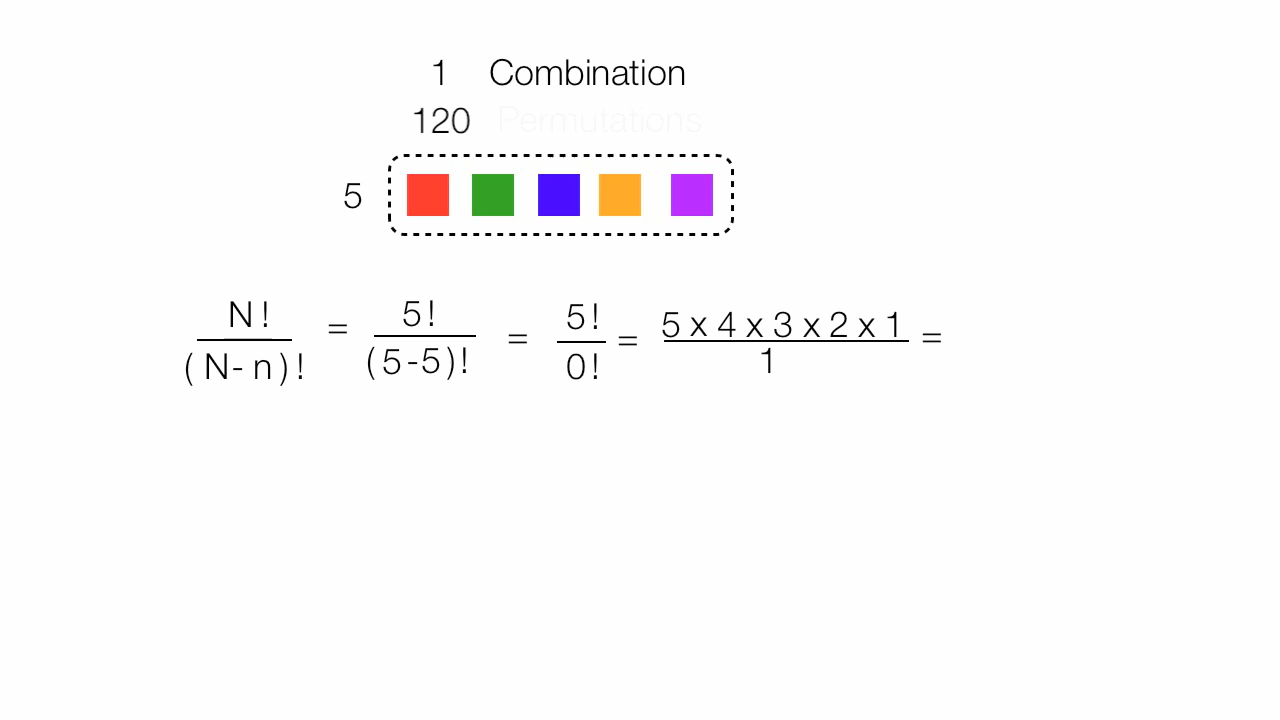 1 Combination
120 Permutations
5
N! / (N-n)! = 5! / (5-5)! = 5! / 0! = 5 x 4 x 3 x 2 x 1 / 1 =